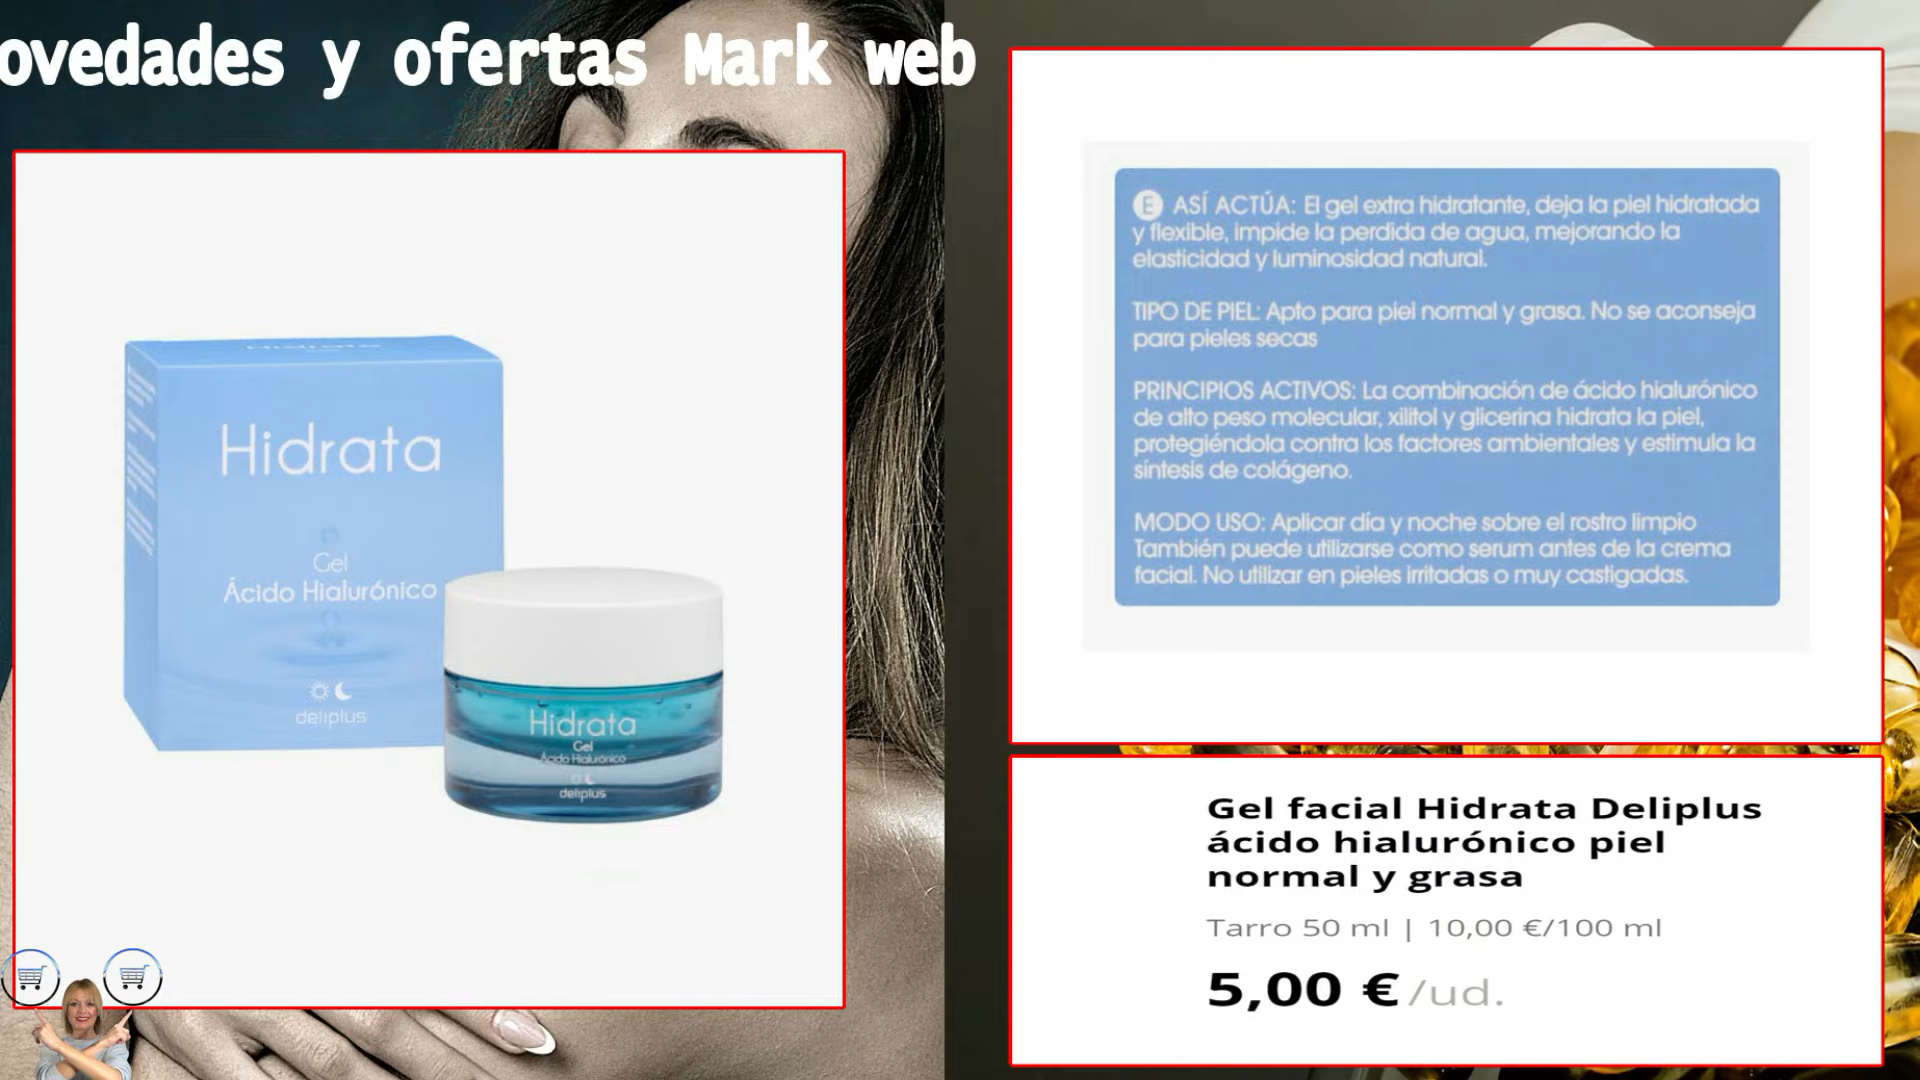 ovedades y ofertas Mark web
Hidrata
Gel
Ácido Hialurónico
deliplus
Hidrata
Gel
Ácido Hialurónico
deliplus
E ASÍ ACTÚA: El gel extra hidratante, deja la piel hidratada
y flexible, impide la perdida de agua, mejorando la
elasticidad y luminosidad natural.
TIPO DE PIEL: Apto para piel normal y grasa. No se aconseja
para pieles secas
PRINCIPIOS ACTIVOS: La combinación de ácido hialurónico
de alto peso molecular, xilitol y glicerina hidrata la piel,
protegiéndola contra los factores ambientales y estimula la
síntesis de colágeno.
MODO USO: Aplicar día y noche sobre el rostro limpio
También puede utilizarse como serum antes de la crema
facial. No utilizar en pieles irritadas o muy castigadas.
Gel facial Hidrata Deliplus
ácido hialurónico piel
normal y grasa
Tarro 50 ml | 10,00 €/100 ml
5,00 €/ud.